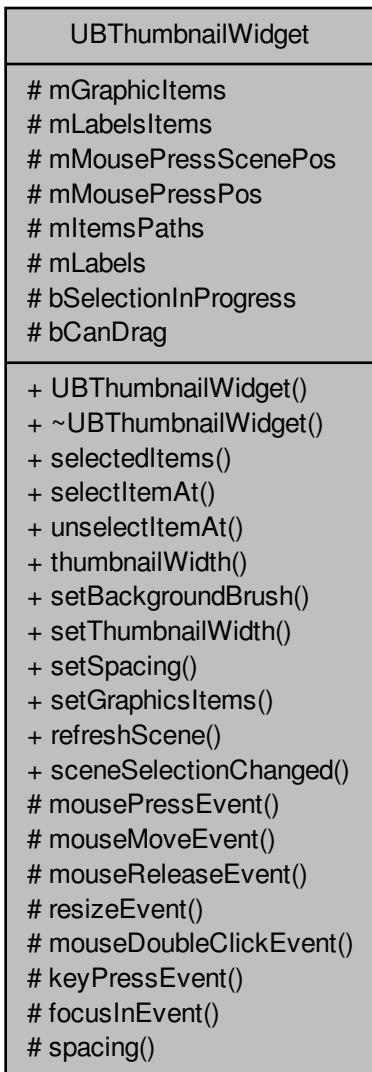 UBThumbnailWidget
# mGraphicItems
# mLabelsItems
# mMousePressScenePos
# mMousePressPos
# mItemsPaths
# mLabels
# bSelectionInProgress
# bCanDrag
+ UBThumbnailWidget()
+ ~UBThumbnailWidget()
+ selectedItems()
+ selectItemAt()
+ unselectItemAt()
+ thumbnailWidth()
+ setBackgroundBrush()
+ setThumbnailWidth()
+ setSpacing()
+ setGraphicsItems()
+ refreshScene()
+ sceneSelectionChanged()
# mousePressEvent()
# mouseMoveEvent()
# mouseReleaseEvent()
# resizeEvent()
# mouseDoubleClickEvent()
# keyPressEvent()
# focusInEvent()
# spacing()